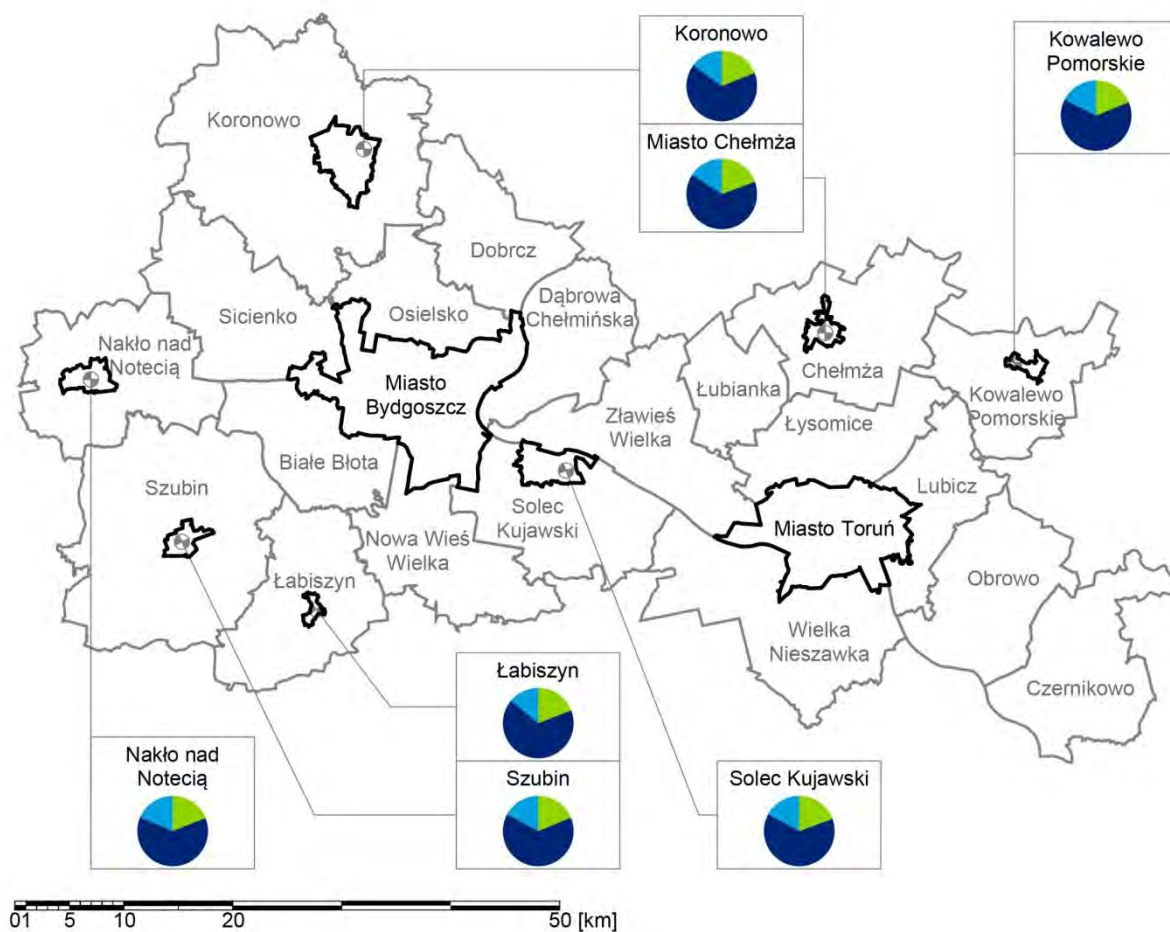 Koronowo
Kowalewo
Pomorskie
Miasto Chełmża
Koronowo
Dobrcz
Dąbrowa
Chełmińska
Sicienko
Osielsko
Nakło nad
Notecią
Miasto
Bydgoszcz
Chełmża
Łubianka
Kowalewo
Pomorskie
Zławieś
Wielka
Łysomice
Białe Błota
Szubin
Lubicz
Solec
Kujawski
Miasto Toruń
Nowa Wieś
Wielka
Łabiszyn
Obrowo
Wielka
Nieszawka
Czernikowo
Łabiszyn
Nakło nad
Notecią
Szubin
Solec Kujawski
01 5 10 20 50 [km]